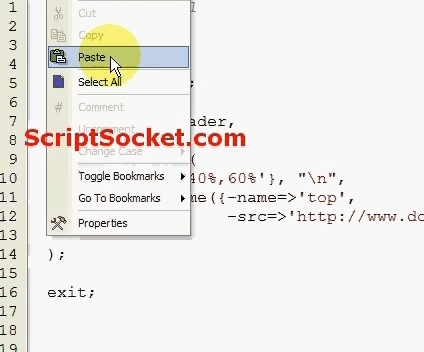 1
Cut
2
Copy
3
Paste
4
Select All
5 ;
6
# Comment
7 ader,
8
ScriptSocket.com
Change Case
9 (
10 Toggle Bookmarks 40%,60%'}, "\n",
11 Go To Bookmarks me({-name=>'top',
12 -src=>'http://www.do
13 Properties
14 );
15
16 exit;
17
18
19